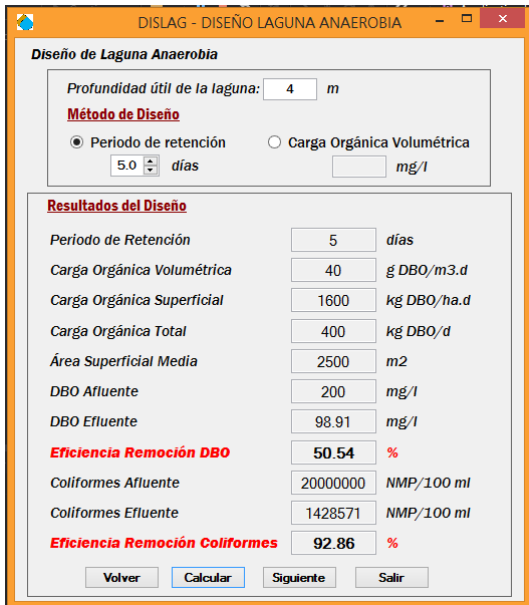 DISLAG - DISEÑO LAGUNA ANAEROBIA
Diseño de Laguna Anaerobia
Profundidad útil de la laguna: 4 m
Método de Diseño
Periodo de retención Carga Orgánica Volumétrica
5.0 días mg/l
Resultados del Diseño
Periodo de Retención 5 días
Carga Orgánica Volumétrica 40 g DBO/m3.d
Carga Orgánica Superficial 1600 kg DBO/ha.d
Carga Orgánica Total 400 kg DBO/d
Área Superficial Media 2500 m2
DBO Afluente 200 mg/l
DBO Efluente 98.91 mg/l
Eficiencia Remoción DBO 50.54 %
Coliformes Afluente 20000000 NMP/100 ml
Coliformes Efluente 1428571 NMP/100 ml
Eficiencia Remoción Coliformes 92.86 %
Volver Calcular Siguiente Salir